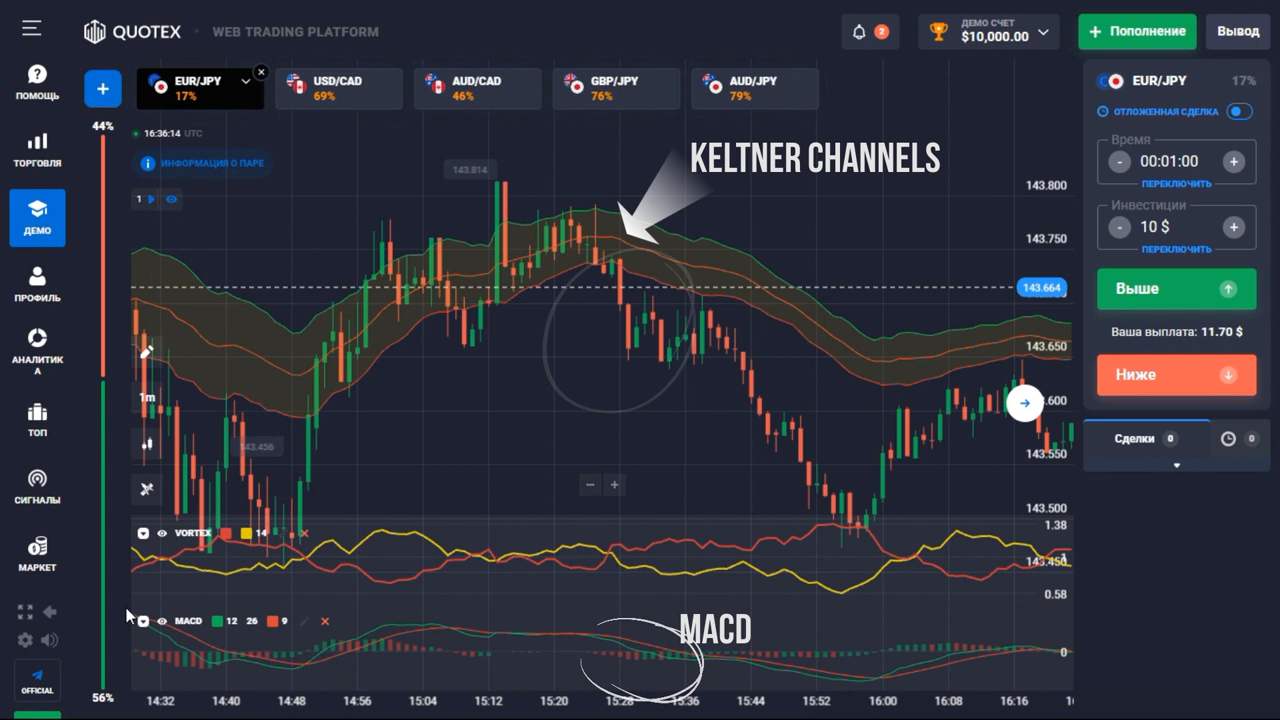 QUOTEX
WEB TRADING PLATFORM
2
ДЕМО СЧЕТ
$10,000.00
+ Пополнение
Вывод
ПОМОЩЬ
ТОРГОВЛЯ
ДЕМО
ПРОФИЛЬ
АНАЛИТИК
А
ТОП
СИГНАЛЫ
МАРКЕТ
OFFICIAL
+
EUR/JPY
17%
USD/CAD
69%
AUD/CAD
46%
GBP/JPY
76%
AUD/JPY
79%
44%
56%
16:36:14 UTC
ИНФОРМАЦИЯ О ПАРЕ
1
1m
143.814
143.456
KELTNER CHANNELS
143.800
143.750
143.664
143.650
143.600
143.550
143.500
VORTEX 14
1.38
1
143.450
0.58
MACD 12 26 9
MACD
0
14:32
14:40
14:48
14:56
15:04
15:12
15:28
15:36
15:44
15:52
16:00
16:08
16:16
EUR/JPY
17%
ОТЛОЖЕННАЯ СДЕЛКА
Время
- 00:01:00 +
ПЕРЕКЛЮЧИТЬ
Инвестиции
- 10 $ +
ПЕРЕКЛЮЧИТЬ
Выше
Ваша выплата: 11.70 $
Ниже
Сделки 0
0